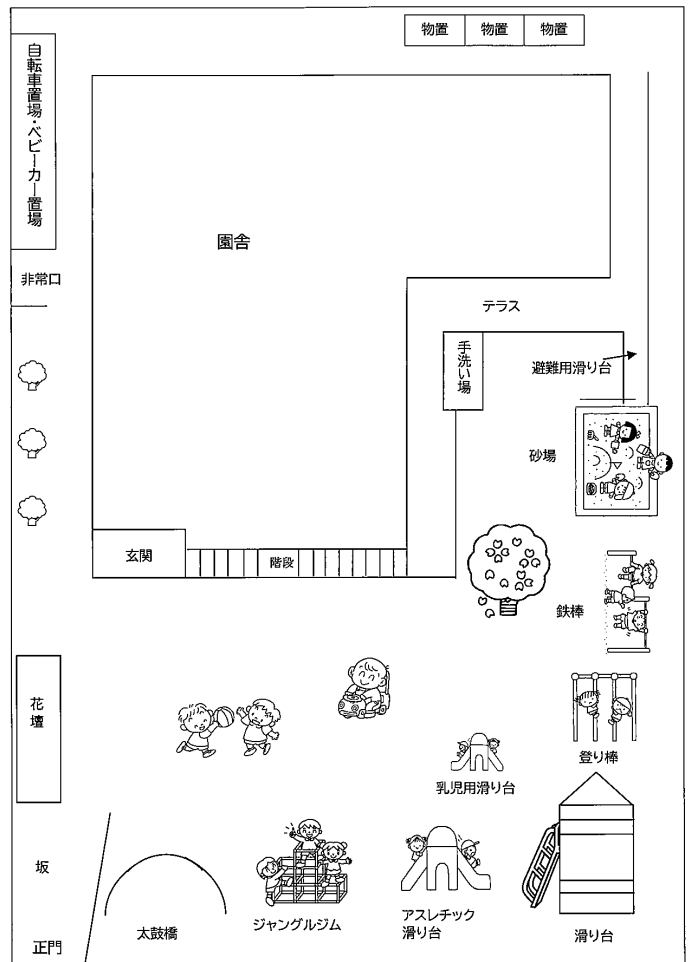 物置 物置 物置
自転車置場・ベビーカー置場
園舎
非常口
テラス
手洗い場
避難用滑り台
砂場
玄関
階段
鉄棒
花壇
登り棒
乳児用滑り台
坂
アスレチック
滑り台
ジャングルジム
太鼓橋
滑り台
正門